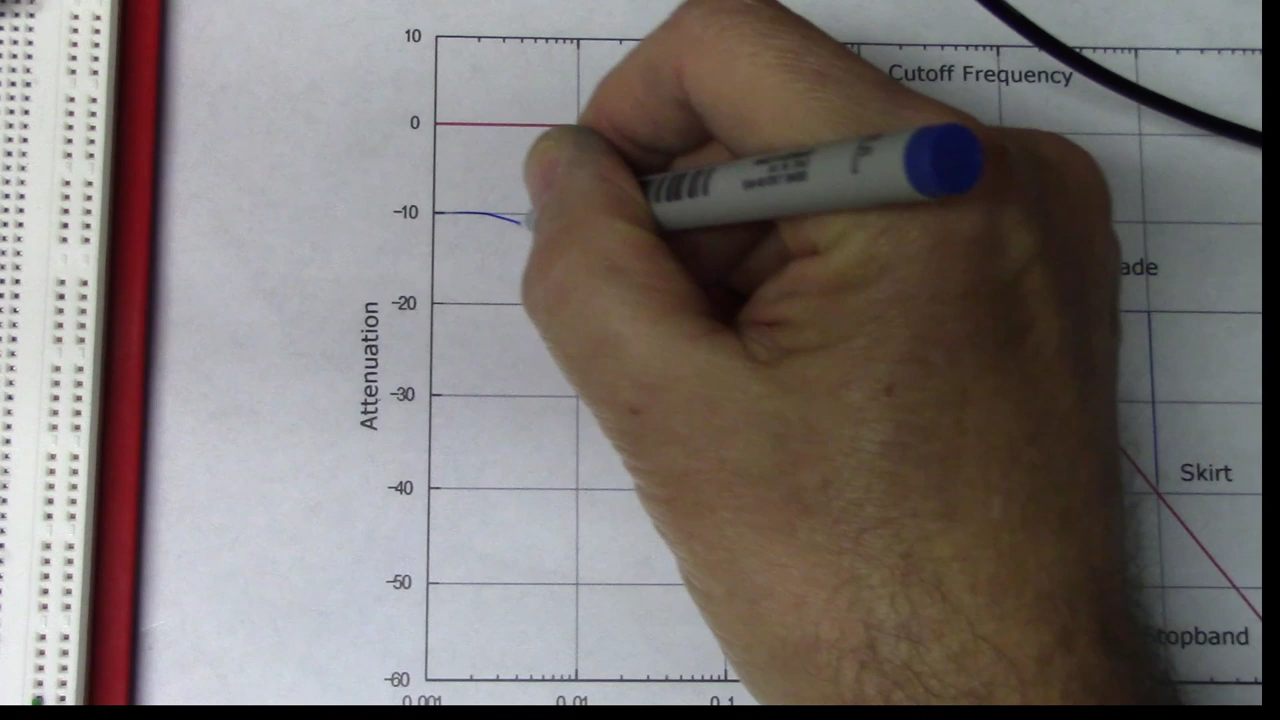 10
Cutoff Frequency
0
−10
ade
−20
Attenuation
−30
Skirt
−40
−50
topband
−60
0.001
0.01
0.1